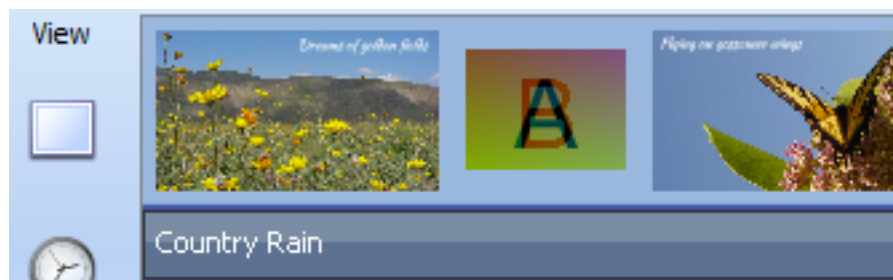 View
Dreams of golden fields
Flying on gossamer wings
A B
Country Rain